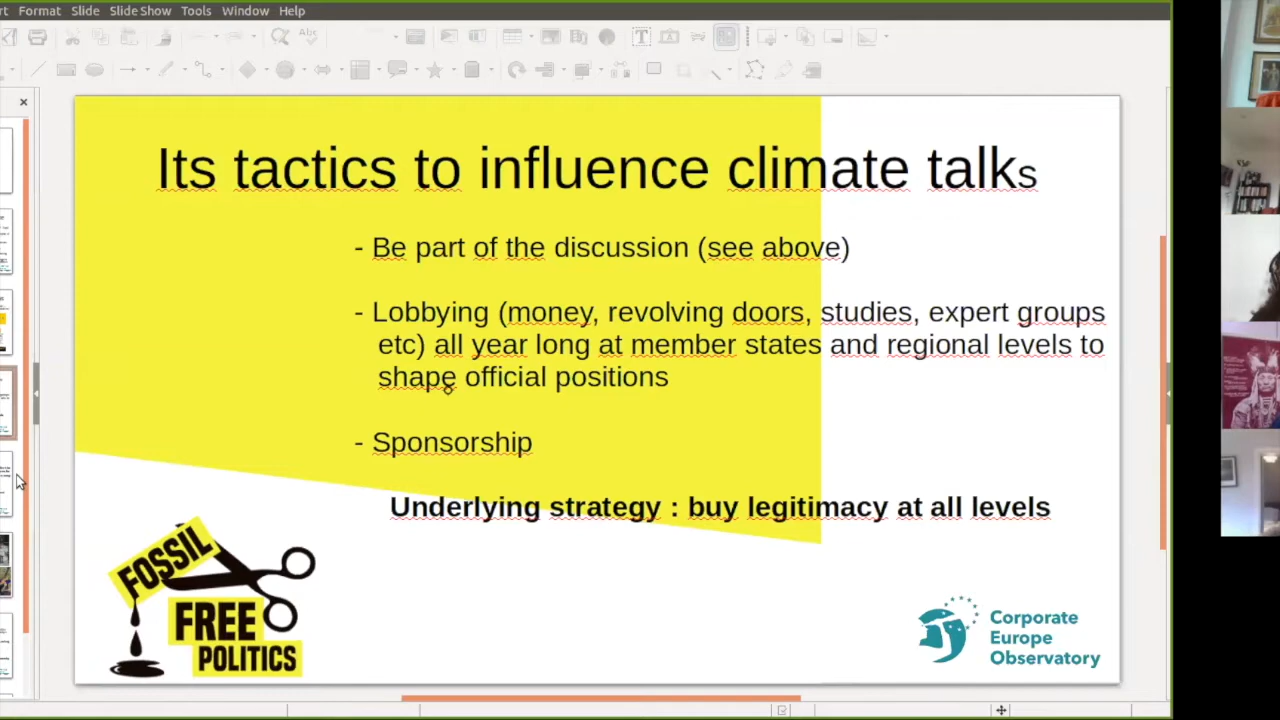 rt Format Slide Slide Show Tools Window Help
Its tactics to influence climate talks
- Be part of the discussion (see above)
- Lobbying (money, revolving doors, studies, expert groups
etc) all year long at member states and regional levels to
shape official positions
- Sponsorship
Underlying strategy : buy legitimacy at all levels
FOSSIL
FREE
POLITICS
Corporate
Europe
Observatory